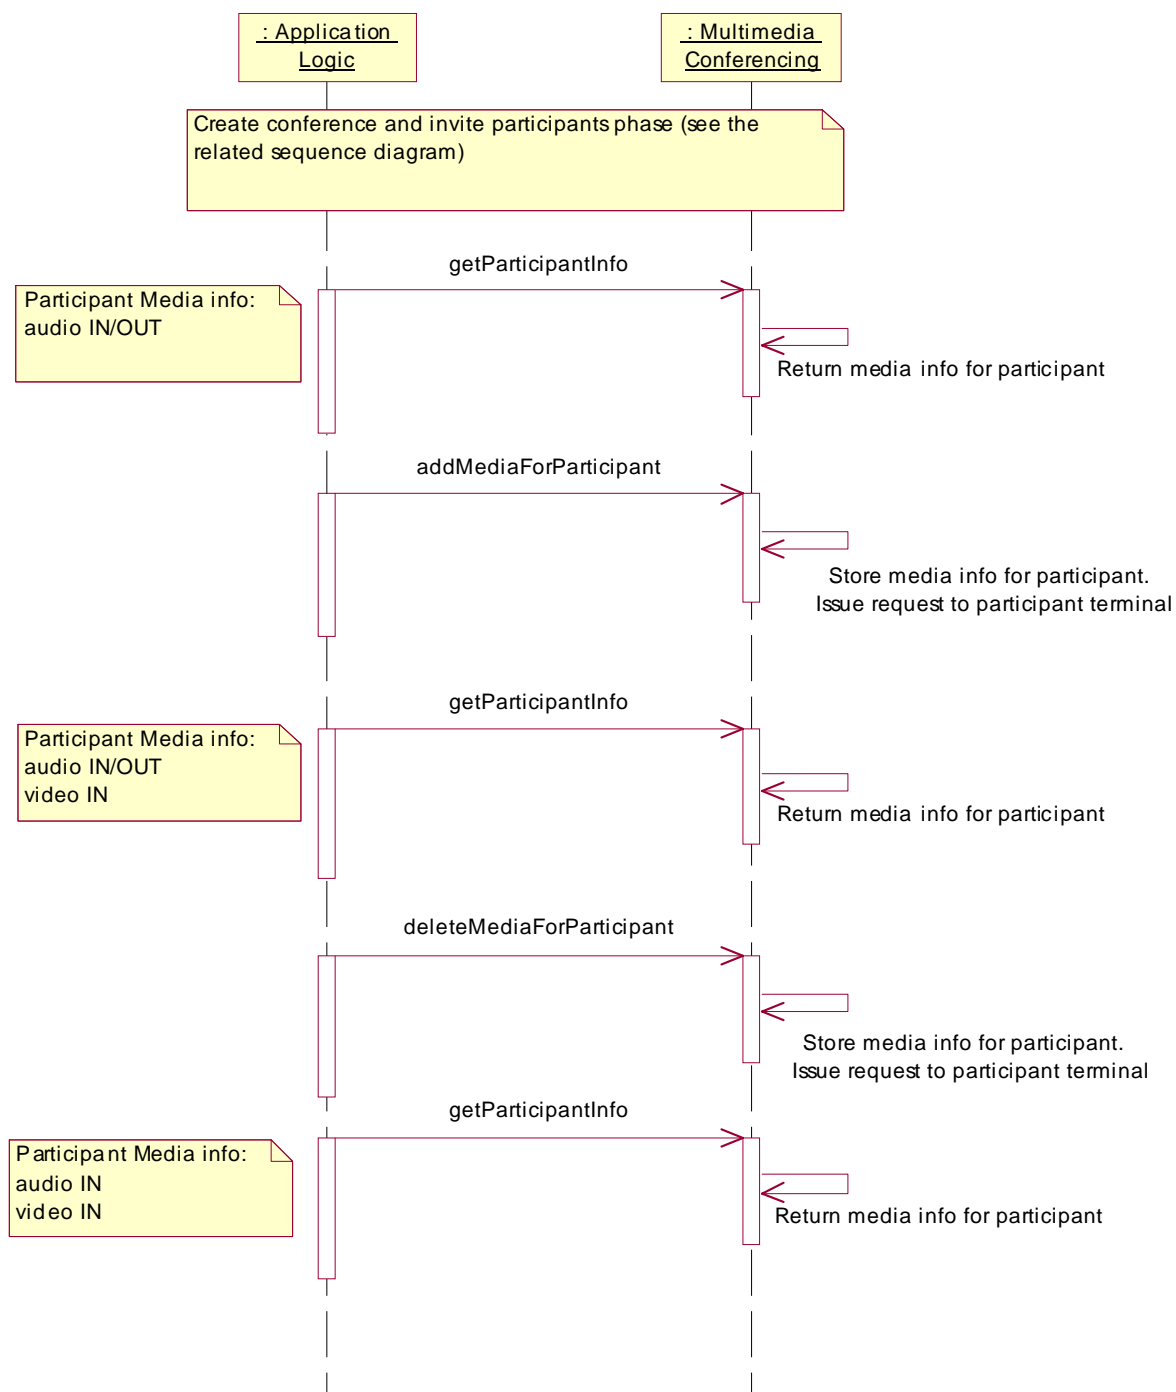 : Application
Logic
: Multimedia
Conferencing
Create conference and invite participants phase (see the
related sequence diagram)
getParticipantInfo
Participant Media info:
audio IN/OUT
Return media info for participant
addMediaForParticipant
Store media info for participant.
Issue request to participant terminal
getParticipantInfo
Participant Media info:
audio IN/OUT
video IN
Return media info for participant
deleteMediaForParticipant
Store media info for participant.
Issue request to participant terminal
getParticipantInfo
Participant Media info:
audio IN
video IN
Return media info for participant